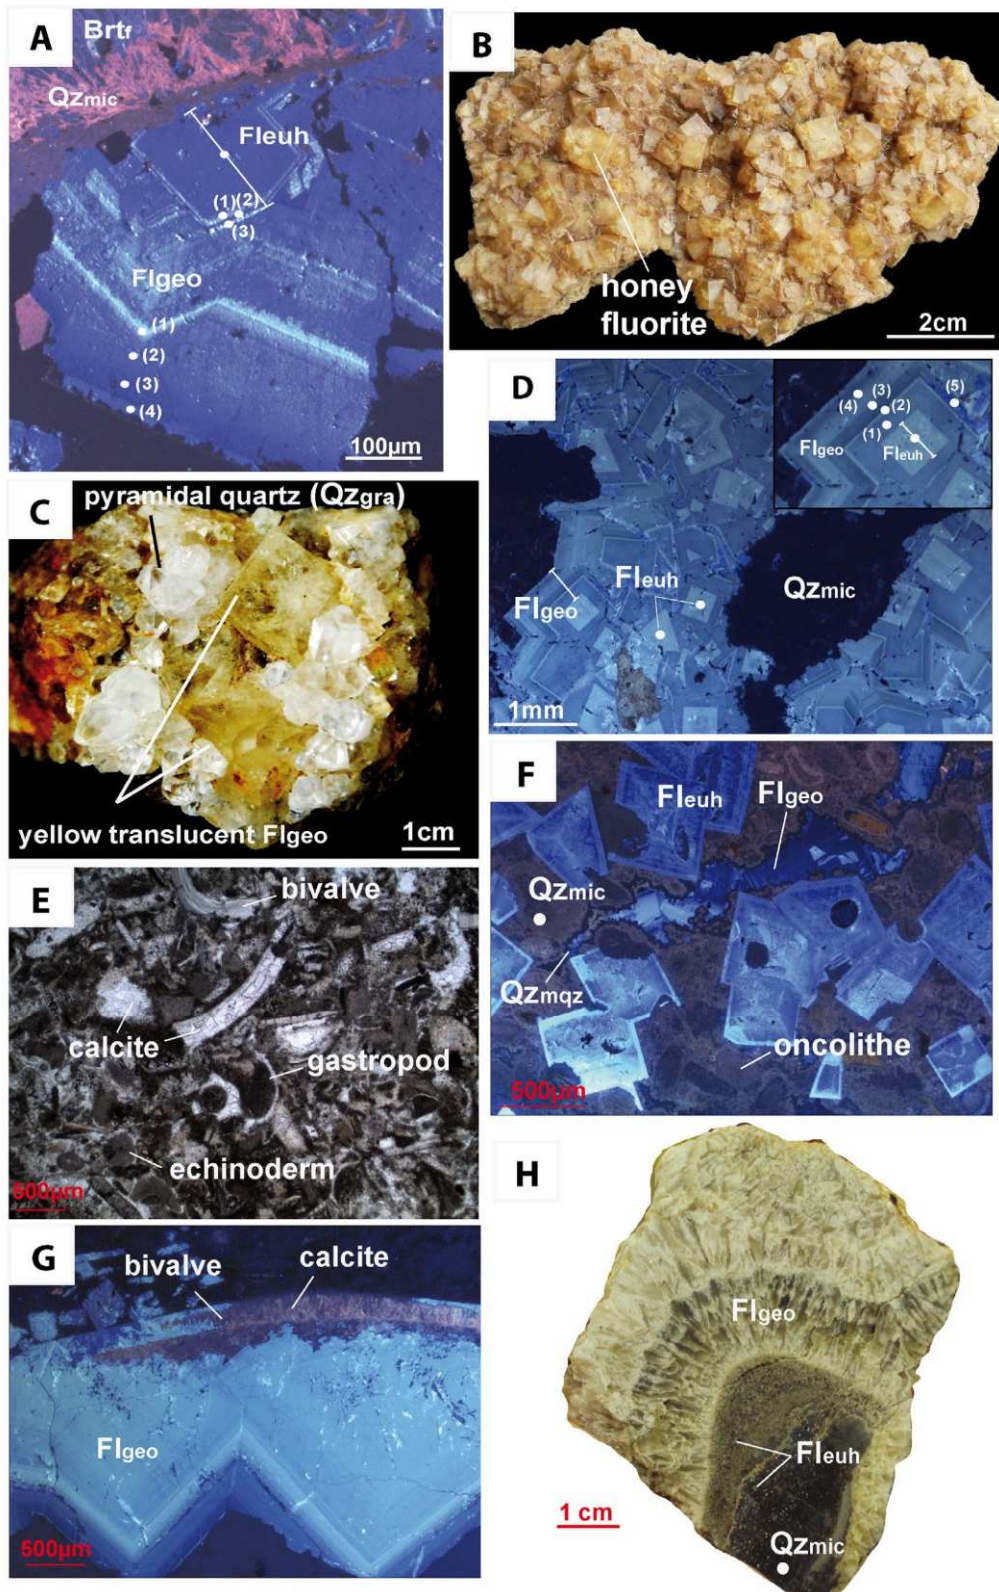 A
Brtf
Qzmic
Fleuh
(1)
(2)
(3)
Flgeo
(1)
(2)
(3)
(4)
100µm
B
honey
fluorite
2cm
C
pyramidal quartz (Qzgra)
yellow translucent Flgeo
1cm
D
(3)
(5)
(4)
(2)
(1)
Flgeo
Fleuh
Fleuh
Flgeo
Qzmic
1mm
E
bivalve
calcite
gastropod
echinoderm
500µm
F
Fleuh
Flgeo
Qzmic
Qzmqz
oncolithe
500µm
G
bivalve
calcite
Flgeo
500µm
H
Flgeo
Fleuh
Qzmic
1 cm